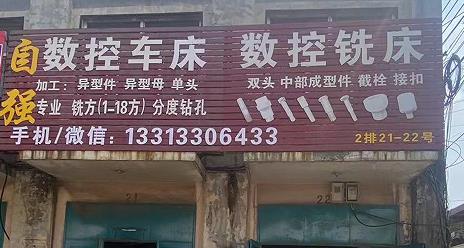 自强
数控车床 数控铣床
加工：异型件 异型母 单头 双头 中部成型件 截栓 接扣
专业 铣方(1-18方) 分度钻孔
手机/微信：13313306433 2排21-22号
21 22